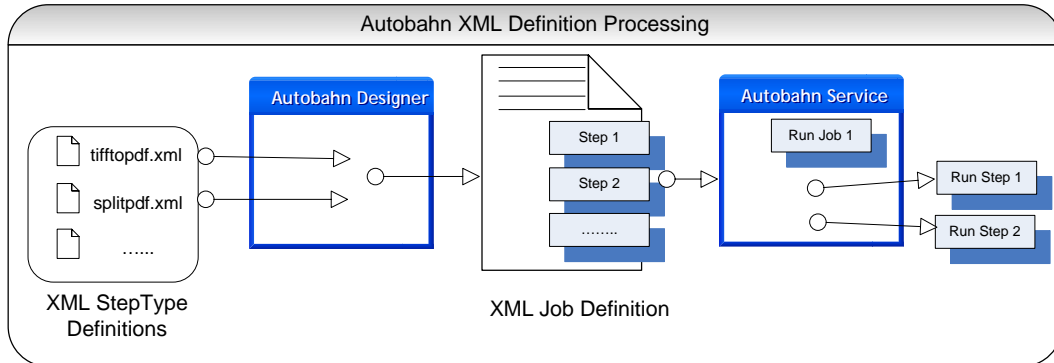 Autobahn XML Definition Processing
tifftopdf.xml
splitpdf.xml
…...
XML StepType
Definitions
Autobahn Designer
Step 1
Step 2
……..
XML Job Definition
Autobahn Service
Run Job 1
Run Step 1
Run Step 2